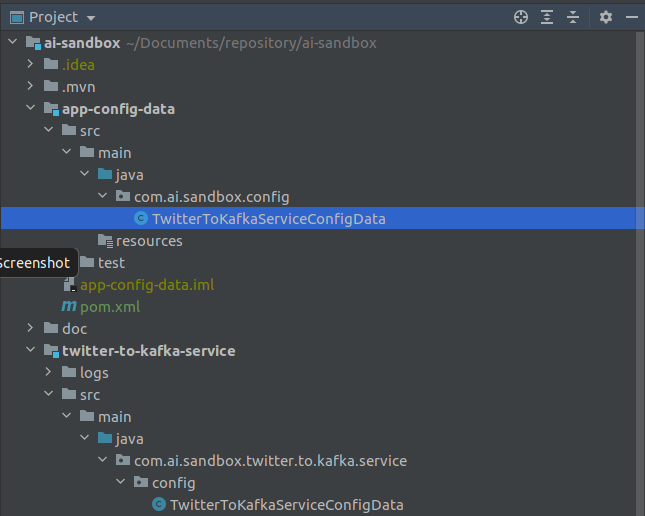 Project
ai-sandbox ~/Documents/repository/ai-sandbox
.idea
.mvn
app-config-data
src
main
java
com.ai.sandbox.config
TwitterToKafkaServiceConfigData
resources
Screenshot
test
app-config-data.iml
pom.xml
doc
twitter-to-kafka-service
logs
src
main
java
com.ai.sandbox.twitter.to.kafka.service
config
TwitterToKafkaServiceConfigData